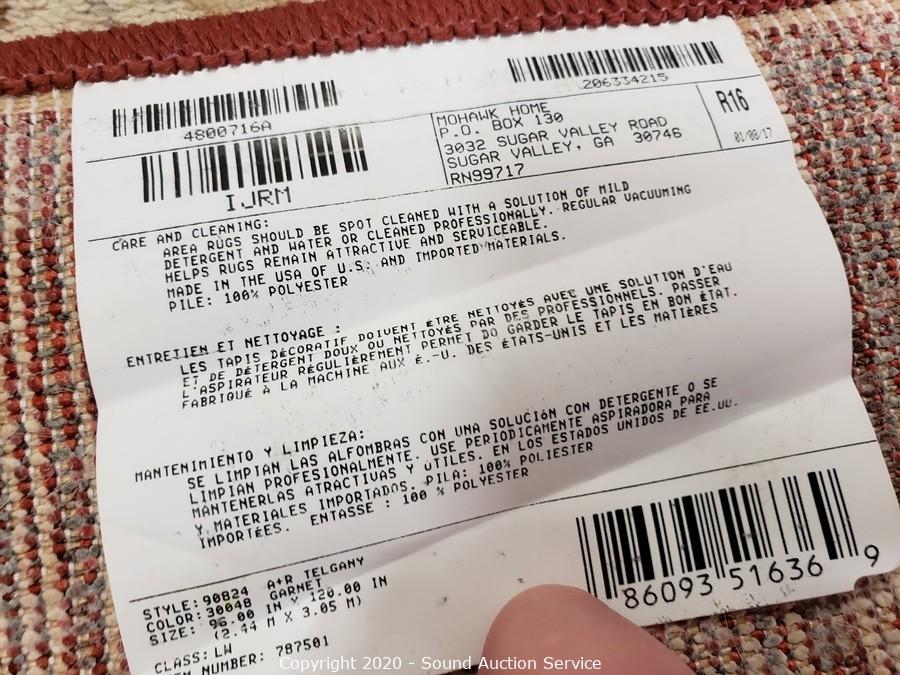 4800716A
206334215
IJRM
MOHAWK HOME
P.O. BOX 130
3032 SUGAR VALLEY ROAD
SUGAR VALLEY, GA 30746
RN99717
R16
01/08/17
CARE AND CLEANING:
AREA RUGS SHOULD BE SPOT CLEANED WITH A SOLUTION OF MILD
DETERGENT AND WATER OR CLEANED PROFESSIONALLY. REGULAR VACUUMING
HELPS RUGS REMAIN ATTRACTIVE AND SERVICEABLE.
MADE IN THE USA OF U.S. AND IMPORTED MATERIALS.
PILE: 100% POLYESTER
ENTRETIEN ET NETTOYAGE :
LES TAPIS DÉCORATIF DOIVENT ÊTRE NETTOYÉS AVEC UNE SOLUTION D'EAU
ET DE DÉTERGENT DOUX OU NETTOYÉS PAR DES PROFESSIONNELS. PASSER
L'ASPIRATEUR RÉGULIÈREMENT PERMET DO GARDER LE TAPIS EN BON ÉTAT.
FABRIQUÉ À LA MACHINE AUX É.-U. DES ÉTATS-UNIS ET LES MATIÈRES
MANTENIMIENTO Y LIMPIEZA:
SE LIMPIAN LAS ALFOMBRAS CON UNA SOLUCIÓN CON DETERGENTE O SE
LIMPIAN PROFESIONALMENTE. USE PERIODICAMENTE ASPIRADORA PARA
MANTENERLAS ATRACTIVAS Y ÚTILES. EN LOS ESTADOS UNIDOS DE EE.UU.
Y MATERIALES IMPORTADOS. PILA: 100% POLIESTER
IMPORTÉES. ENTASSE : 100 % POLYESTER
STYLE: 90824 A+R TELGANY
COLOR: 30048 GARNET
SIZE: 96.00 IN X 120.00 IN
(2.44 M X 3.05 M)
CLASS: LW
NUMBER: 787501
86093 51636 9
Copyright 2020 - Sound Auction Service